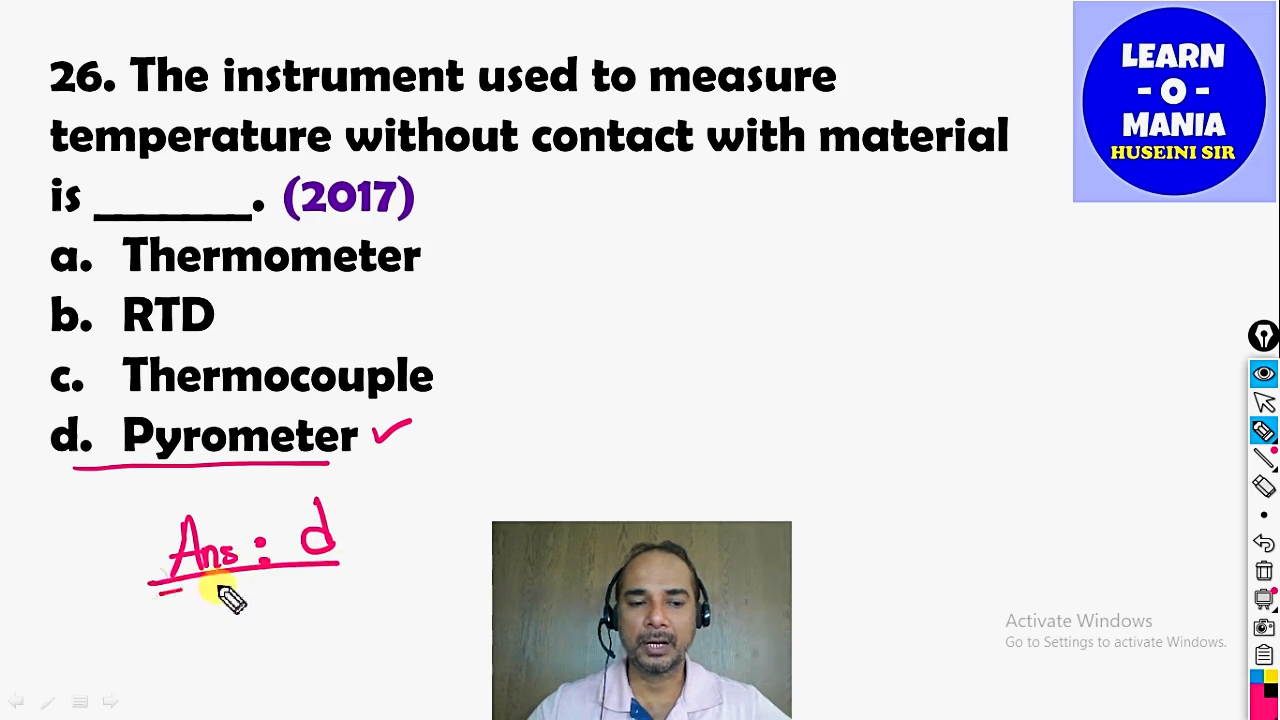 26. The instrument used to measure
temperature without contact with material
is _______. (2017)
a. Thermometer
b. RTD
c. Thermocouple
d. Pyrometer
Ans: d
LEARN
- O -
MANIA
HUSEINI SIR
Activate Windows
Go to Settings to activate Windows.